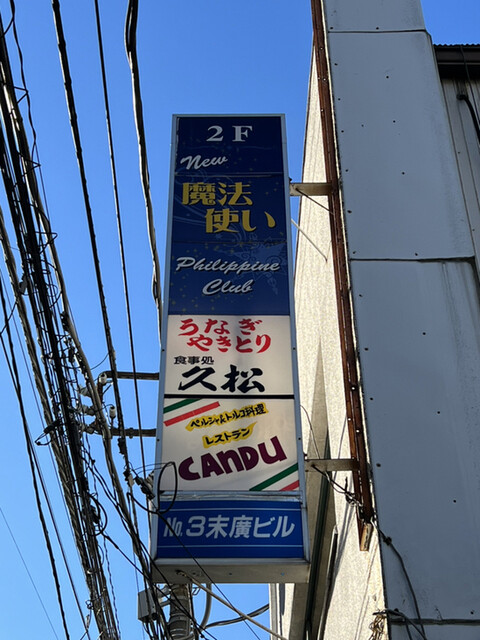 2F
New
魔法
使い
Philippine
Club
うなぎ
やきとり
食事処
久松
ペルシャ&トルコ料理
レストラン
CANDU
No.3末廣ビル